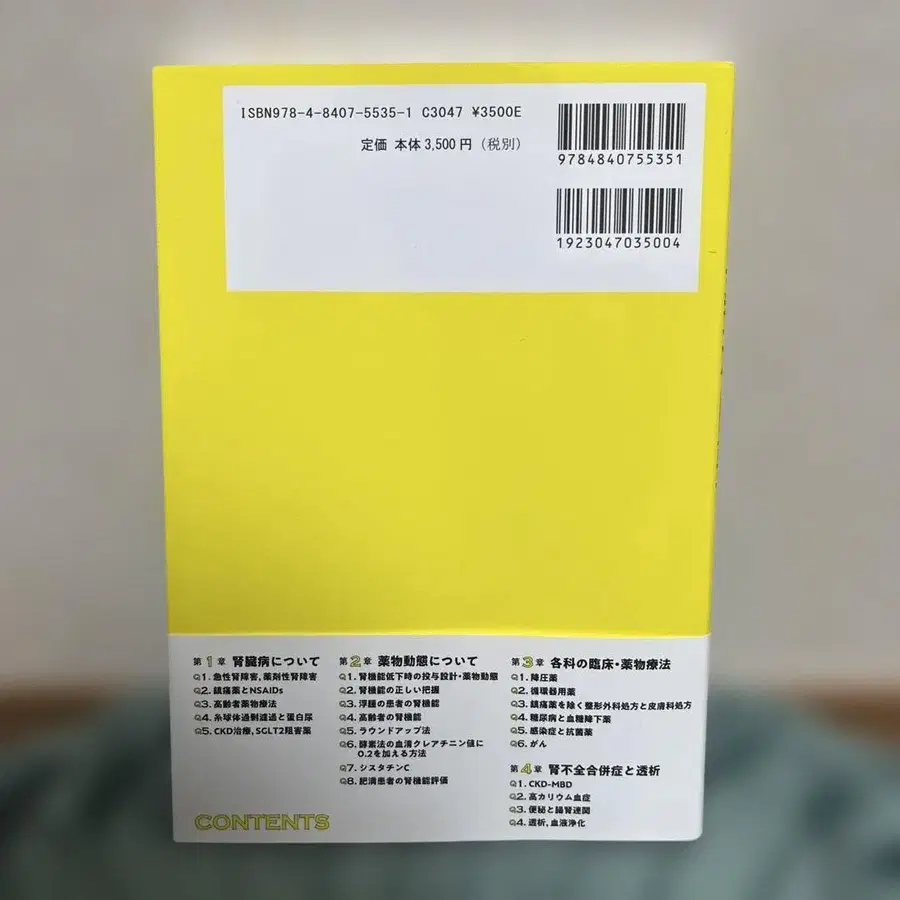 ISBN978-4-8407-5535-1 C3047 ¥3500E
定価 本体3,500円（税別）
9784840755351
1923047035004
第1章 腎臓病について
Q1. 急性腎障害, 薬剤性腎障害
Q2. 鎮痛薬とNSAIDs
Q3. 高齢者薬物療法
Q4. 糸球体過剰濾過と蛋白尿
Q5. CKD治療, SGLT2阻害薬
第2章 薬物動態について
Q1. 腎機能低下時の投与設計・薬物動態
Q2. 腎機能の正しい把握
Q3. 浮腫の患者の腎機能
Q4. 高齢者の腎機能
Q5. ラウンドアップ法
Q6. 酵素法の血清クレアチニン値に
0.2を加える方法
Q7. シスタチンC
Q8. 肥満患者の腎機能評価
第3章 各科の臨床・薬物療法
Q1. 降圧薬
Q2. 循環器用薬
Q3. 鎮痛薬を除く整形外科処方と皮膚科処方
Q4. 糖尿病と血糖降下薬
Q5. 感染症と抗菌薬
Q6. がん
第4章 腎不全合併症と透析
Q1. CKD-MBD
Q2. 高カリウム血症
Q3. 便秘と腸腎連関
Q4. 透析, 血液浄化
CONTENTS